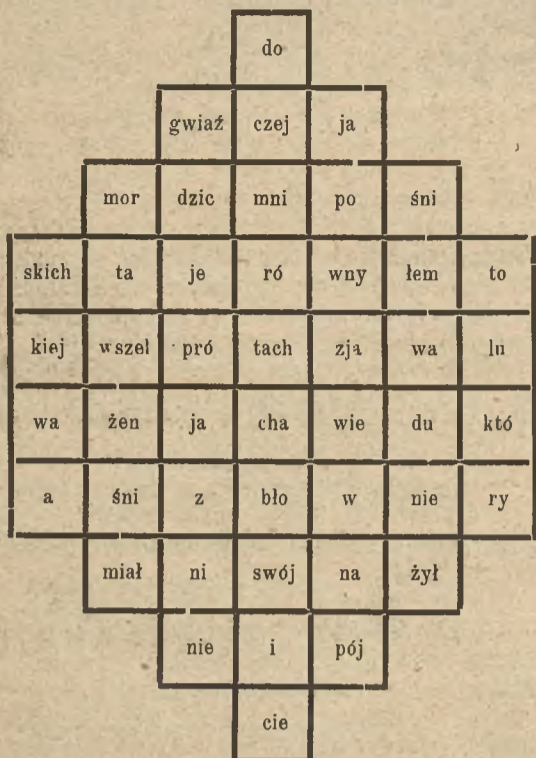 do
gwiaź czej ja
mor dzic mni po śni
skich ta je ró wny łem to
kiej wszel pró tach zja wa lu
wa żen ja cha wie du któ
a śni z bło w nie ry
miał ni swój na żył
nie i pój
cie